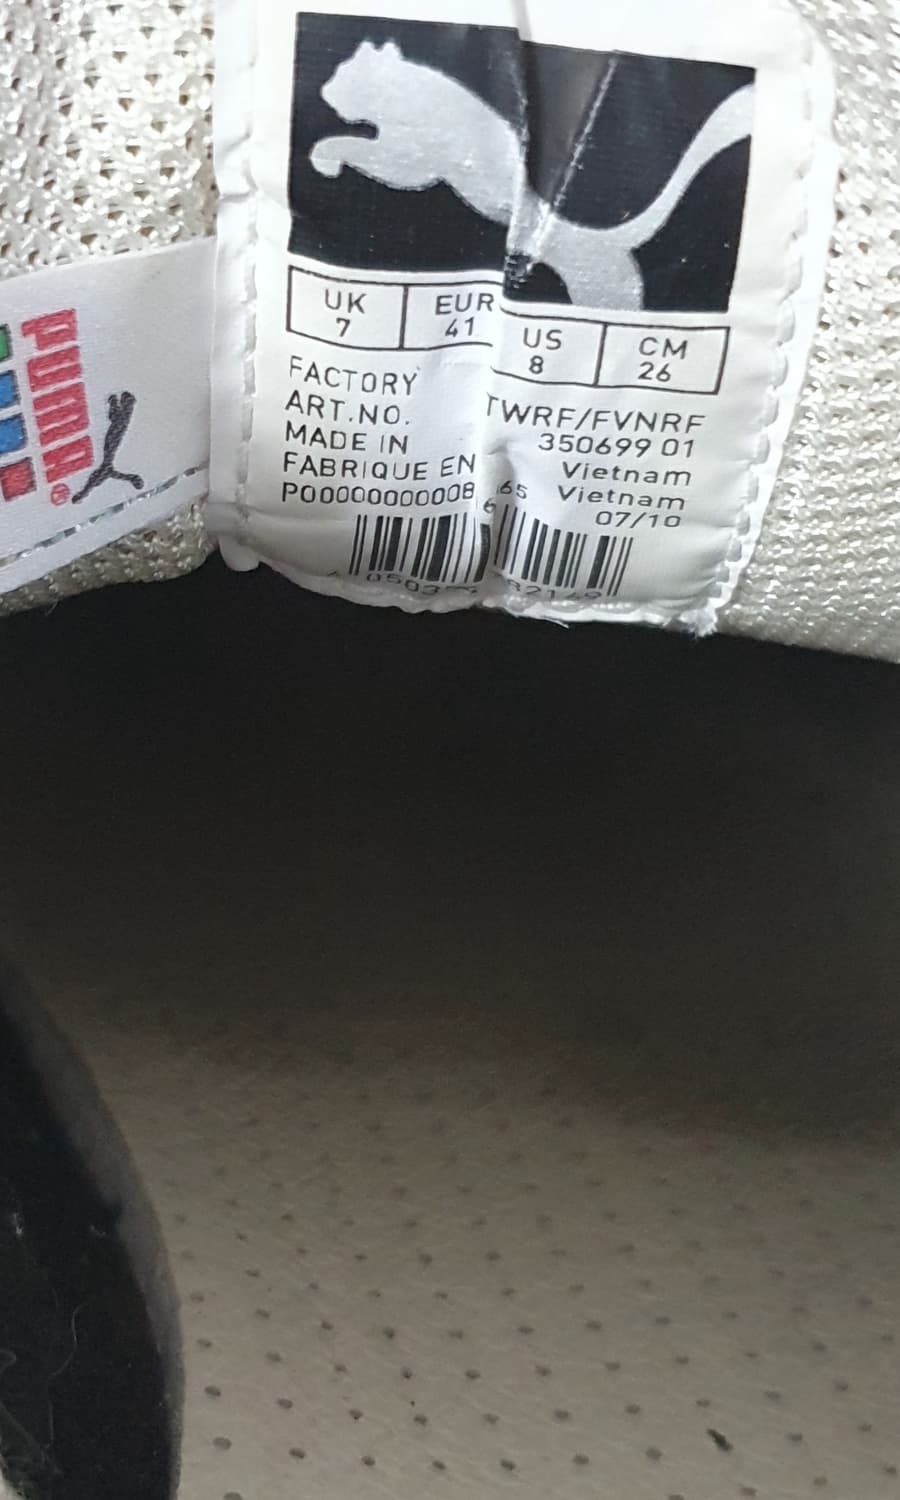 UK EUR US CM
7 41 8 26
FACTORY TWRF/FVNRF
ART.NO. 350699 01
MADE IN Vietnam
FABRIQUE EN Vietnam
07/10
PUMA®